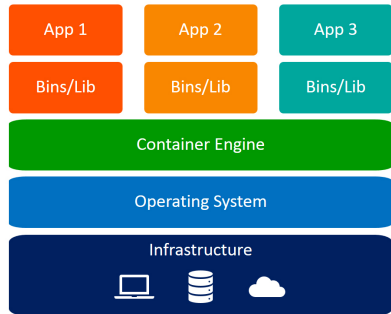 App 1
App 2
App 3
Bins/Lib
Bins/Lib
Bins/Lib
Container Engine
Operating System
Infrastructure